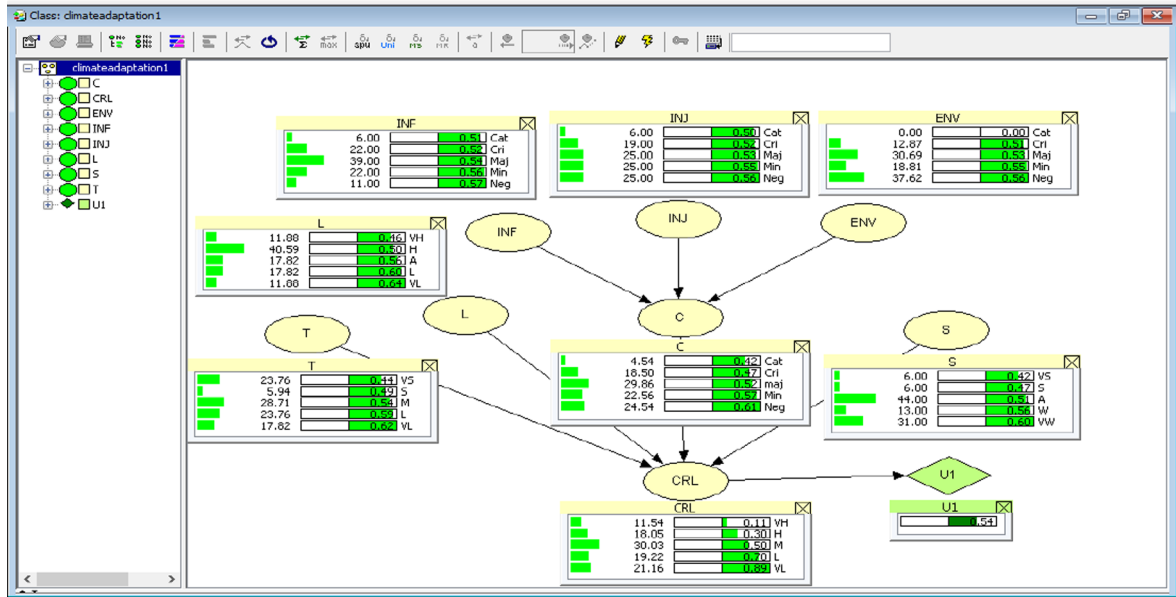 Class: climateadaptation1
climateadaptation1
C
CRL
ENV
INF
INJ
L
S
T
U1
INF
6.00 0.51 Cat
22.00 0.52 Cri
39.00 0.54 Maj
22.00 0.56 Min
11.00 0.57 Neg
INJ
6.00 0.50 Cat
19.00 0.52 Cri
25.00 0.53 Maj
25.00 0.55 Min
25.00 0.56 Neg
ENV
0.00 0.00 Cat
12.87 0.51 Cri
30.69 0.53 Maj
18.81 0.55 Min
37.62 0.56 Neg
L
11.88 0.46 VH
40.59 0.50 H
17.82 0.56 A
17.82 0.60 L
11.88 0.64 VL
INF
INJ
ENV
T
L
C
S
C
4.54 0.42 Cat
18.50 0.47 Cri
29.86 0.52 maj
22.56 0.57 Min
24.54 0.61 Neg
T
23.76 0.44 VS
5.94 0.49 S
28.71 0.54 M
23.76 0.59 L
17.82 0.62 VL
S
6.00 0.42 VS
6.00 0.47 S
44.00 0.51 A
13.00 0.56 W
31.00 0.60 VW
CRL
U1
CRL
11.54 0.11 VH
18.05 0.30 H
30.03 0.50 M
19.22 0.70 L
21.16 0.89 VL
U1
0.54